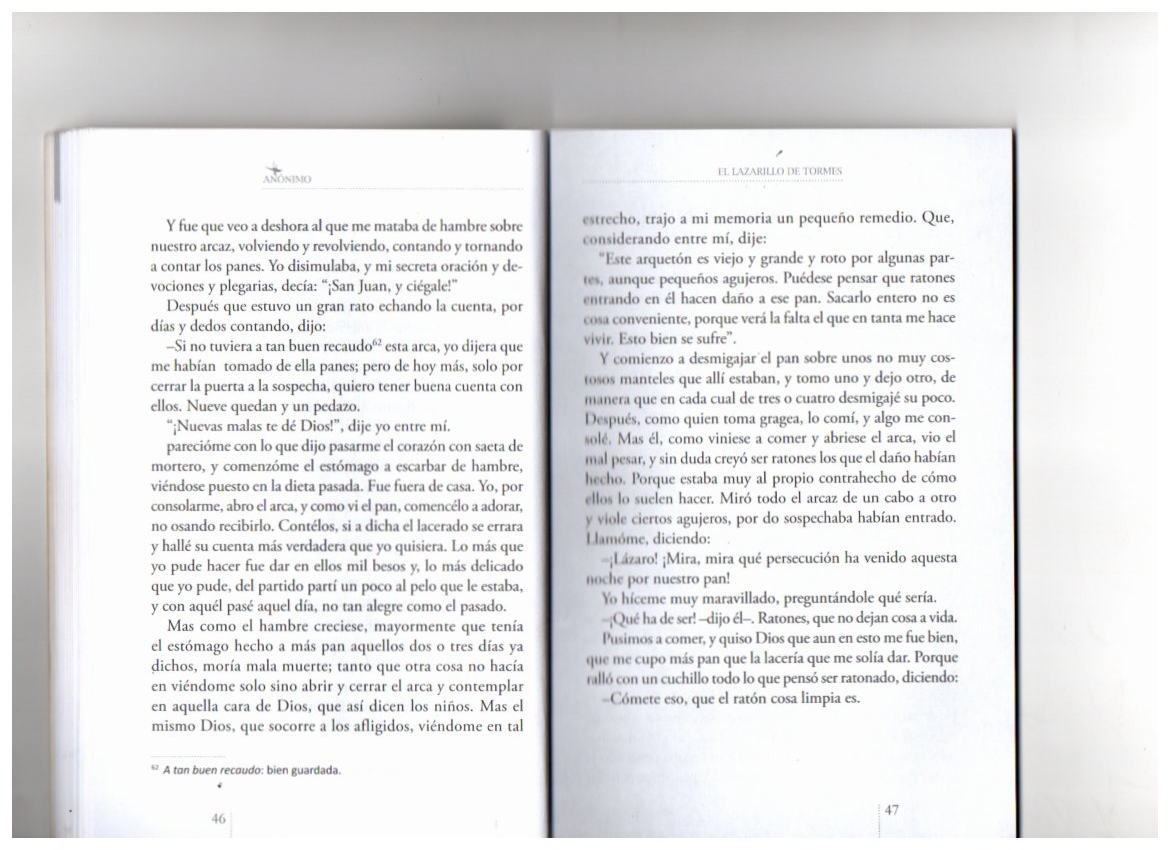 ANÓNIMO
Y fue que veo a deshora al que me mataba de hambre sobre
nuestro arcaz, volviendo y revolviendo, contando y tornando
a contar los panes. Yo disimulaba, y mi secreta oración y de-
vociones y plegarias, decía: “¡San Juan, y ciégale!”
Después que estuvo un gran rato echando la cuenta, por
días y dedos contando, dijo:
–Si no tuviera a tan buen recaudo⁶² esta arca, yo dijera que
me habían tomado de ella panes; pero de hoy más, solo por
cerrar la puerta a la sospecha, quiero tener buena cuenta con
ellos. Nueve quedan y un pedazo.
“¡Nuevas malas te dé Dios!”, dije yo entre mí.
parecióme con lo que dijo pasarme el corazón con saeta de
mortero, y comenzóme el estómago a escarbar de hambre,
viéndose puesto en la dieta pasada. Fue fuera de casa. Yo, por
consolarme, abro el arca, y como vi el pan, comencélo a adorar,
no osando recibirlo. Contélos, si a dicha el lacerado se errara
y hallé su cuenta más verdadera que yo quisiera. Lo más que
yo pude hacer fue dar en ellos mil besos y, lo más delicado
que yo pude, del partido partí un poco al pelo que le estaba,
y con aquél pasé aquel día, no tan alegre como el pasado.
Mas como el hambre creciese, mayormente que tenía
el estómago hecho a más pan aquellos dos o tres días ya
dichos, moría mala muerte; tanto que otra cosa no hacía
en viéndome solo sino abrir y cerrar el arca y contemplar
en aquella cara de Dios, que así dicen los niños. Mas el
mismo Dios, que socorre a los afligidos, viéndome en tal
⁶² A tan buen recaudo: bien guardada.
46
EL LAZARILLO DE TORMES
estrecho, trajo a mi memoria un pequeño remedio. Que,
considerando entre mí, dije:
“Este arquetón es viejo y grande y roto por algunas par-
tes, aunque pequeños agujeros. Puédese pensar que ratones
entrando en él hacen daño a ese pan. Sacarlo entero no es
cosa conveniente, porque verá la falta el que en tanta me hace
vivir. Esto bien se sufre”.
Y comienzo a desmigajar el pan sobre unos no muy cos-
tosos manteles que allí estaban, y tomo uno y dejo otro, de
manera que en cada cual de tres o cuatro desmigajé su poco.
Después, como quien toma gragea, lo comí, y algo me con-
solé. Mas él, como viniese a comer y abriese el arca, vio el
mal pesar, y sin duda creyó ser ratones los que el daño habían
hecho. Porque estaba muy al propio contrahecho de cómo
ellos lo suelen hacer. Miró todo el arcaz de un cabo a otro
y viole ciertos agujeros, por do sospechaba habían entrado.
Llamóme, diciendo:
–¡Lázaro! ¡Mira, mira qué persecución ha venido aquesta
noche por nuestro pan!
Yo híceme muy maravillado, preguntándole qué sería.
–¡Qué ha de ser! –dijo él–. Ratones, que no dejan cosa a vida.
Pusimos a comer, y quiso Dios que aun en esto me fue bien,
que me cupo más pan que la lacería que me solía dar. Porque
ralló con un cuchillo todo lo que pensó ser ratonado, diciendo:
–Cómete eso, que el ratón cosa limpia es.
47